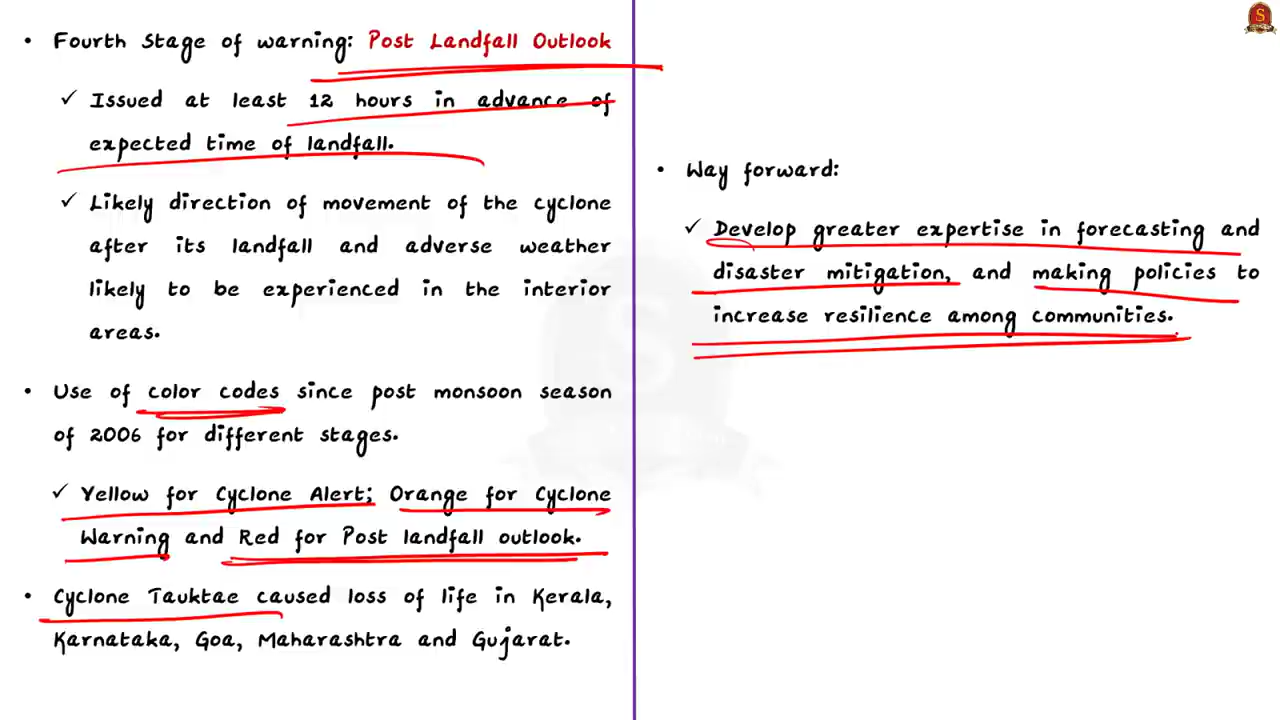 • Fourth stage of warning: Post Landfall Outlook
✓ Issued at least 12 hours in advance of
expected time of landfall.
✓ Likely direction of movement of the cyclone
after its landfall and adverse weather
likely to be experienced in the interior
areas.
• Use of color codes since post monsoon season
of 2006 for different stages.
✓ Yellow for Cyclone Alert; Orange for Cyclone
Warning and Red for Post landfall outlook.
• Cyclone Tauktae caused loss of life in Kerala,
Karnataka, Goa, Maharashtra and Gujarat.
• Way forward:
✓ Develop greater expertise in forecasting and
disaster mitigation, and making policies to
increase resilience among communities.